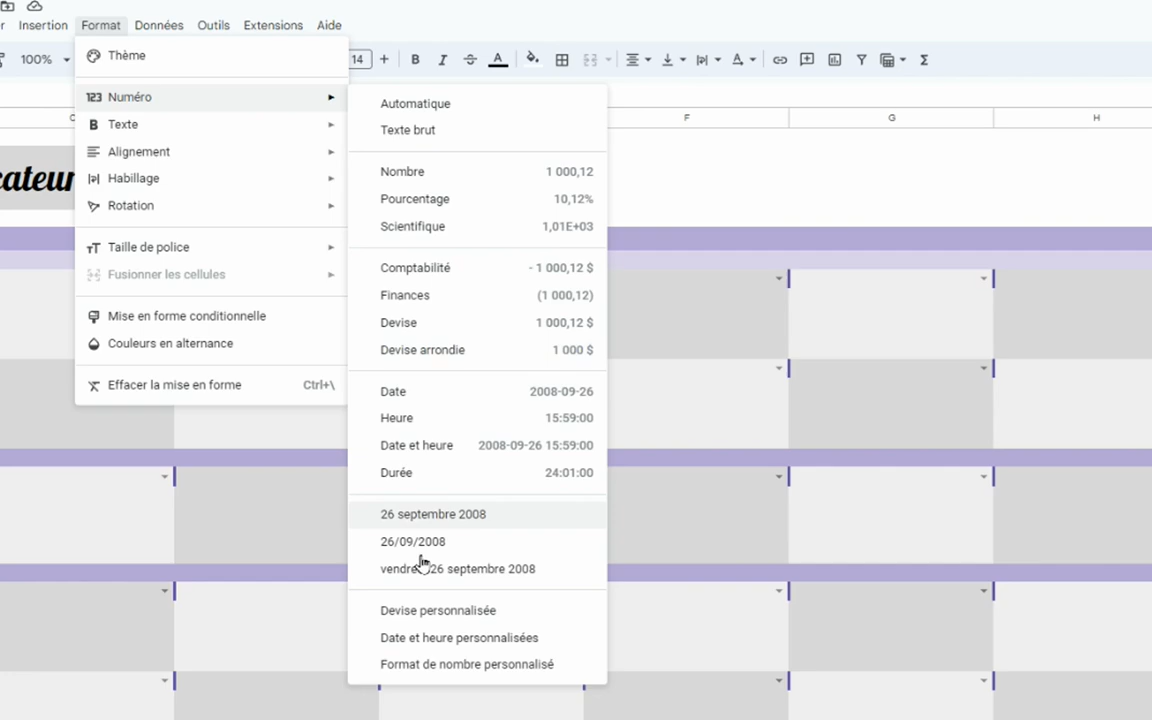 Insertion Format Données Outils Extensions Aide
100% 14 + B I S A Σ
Thème
123 Numéro
B Texte
Alignement
Habillage
Rotation
Taille de police
Fusionner les cellules
Mise en forme conditionnelle
Couleurs en alternance
Effacer la mise en forme Ctrl+\
Automatique
Texte brut
Nombre 1 000,12
Pourcentage 10,12%
Scientifique 1,01E+03
Comptabilité - 1 000,12 $
Finances (1 000,12)
Devise 1 000,12 $
Devise arrondie 1 000 $
Date 2008-09-26
Heure 15:59:00
Date et heure 2008-09-26 15:59:00
Durée 24:01:00
26 septembre 2008
26/09/2008
26 septembre 2008
Devise personnalisée
Date et heure personnalisées
Format de nombre personnalisé
F G H